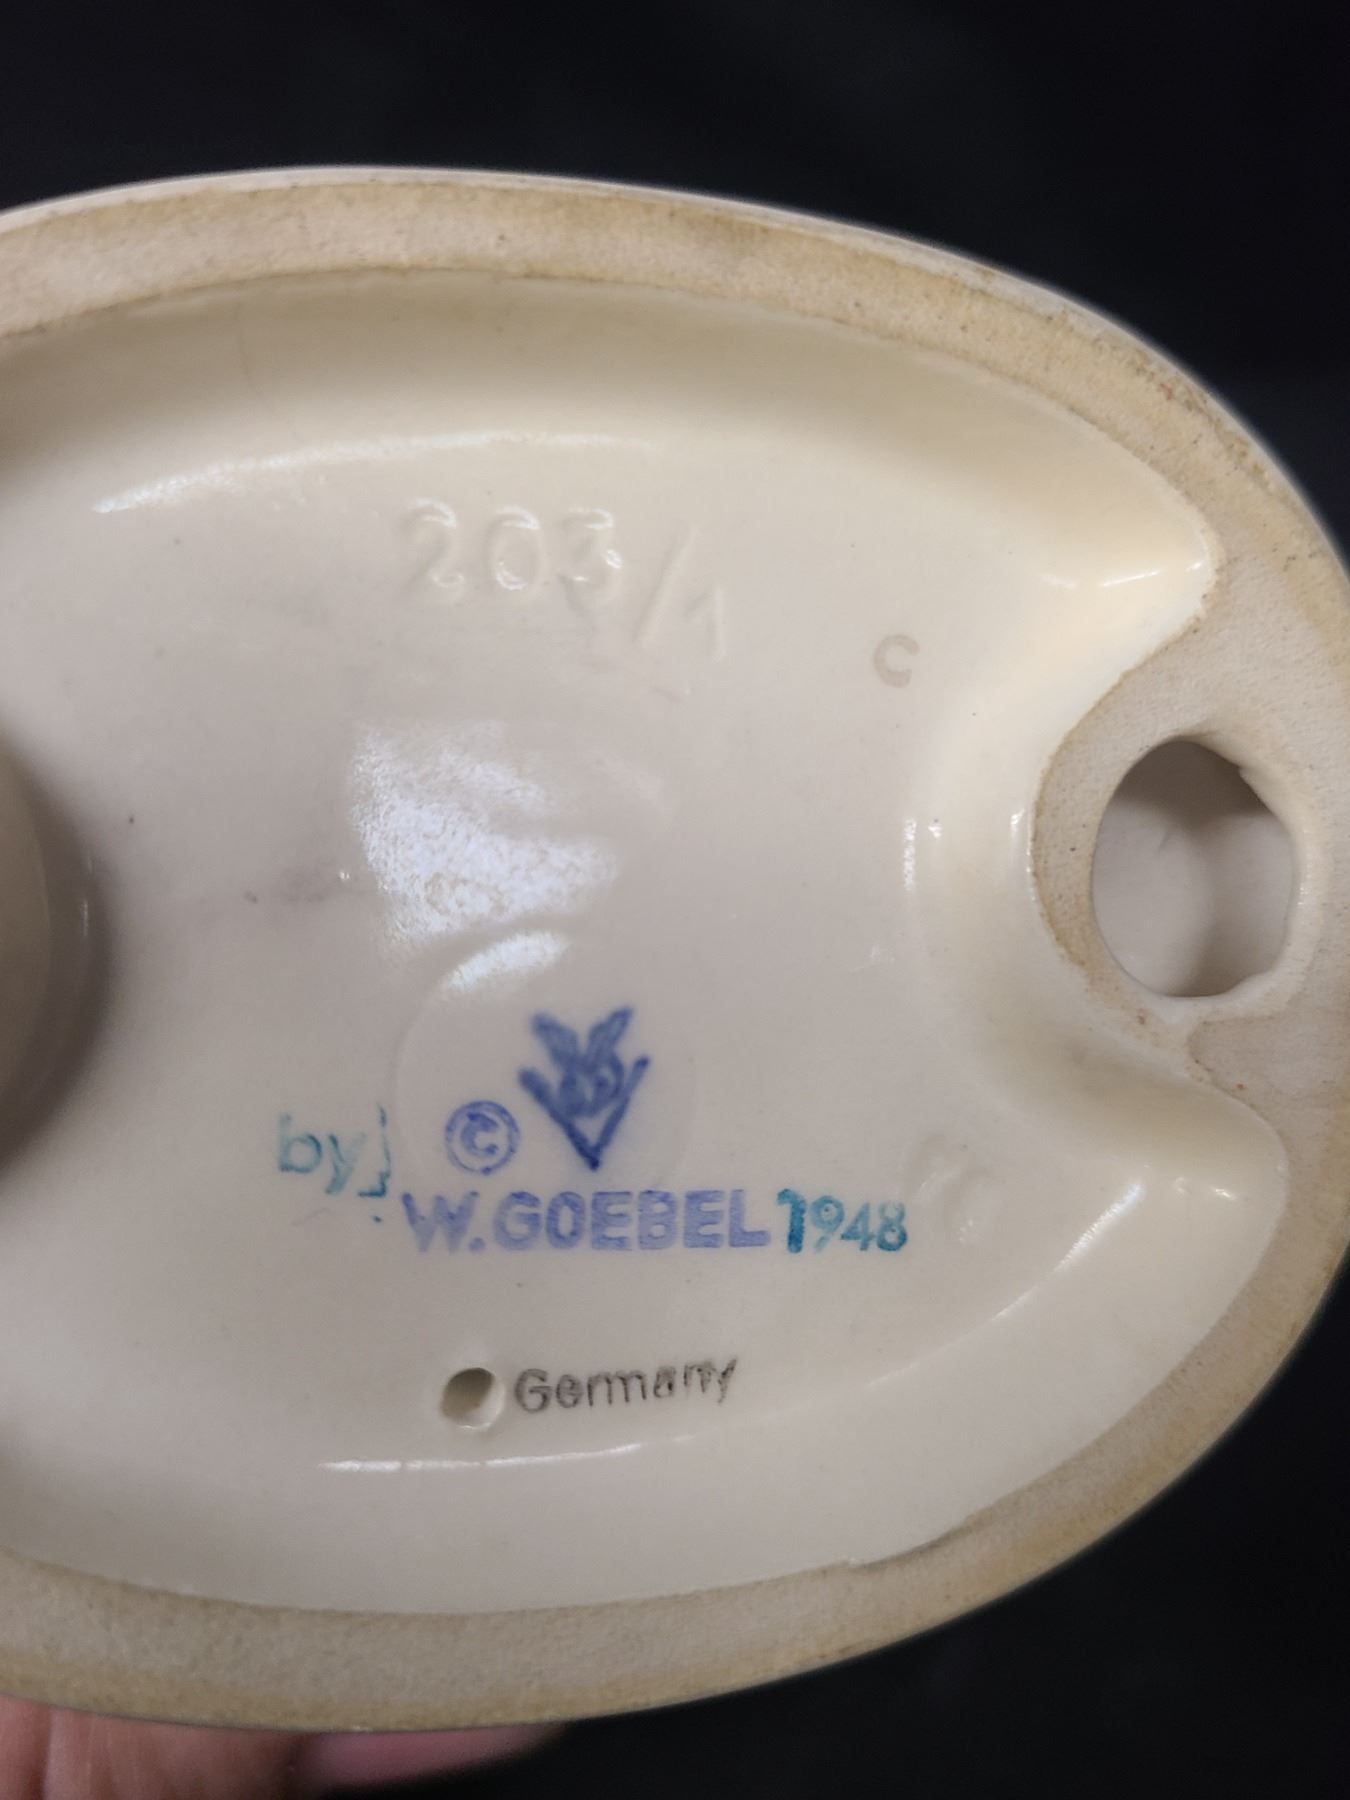 203/1
C
by
©
W. GOEBEL 1948
Germany